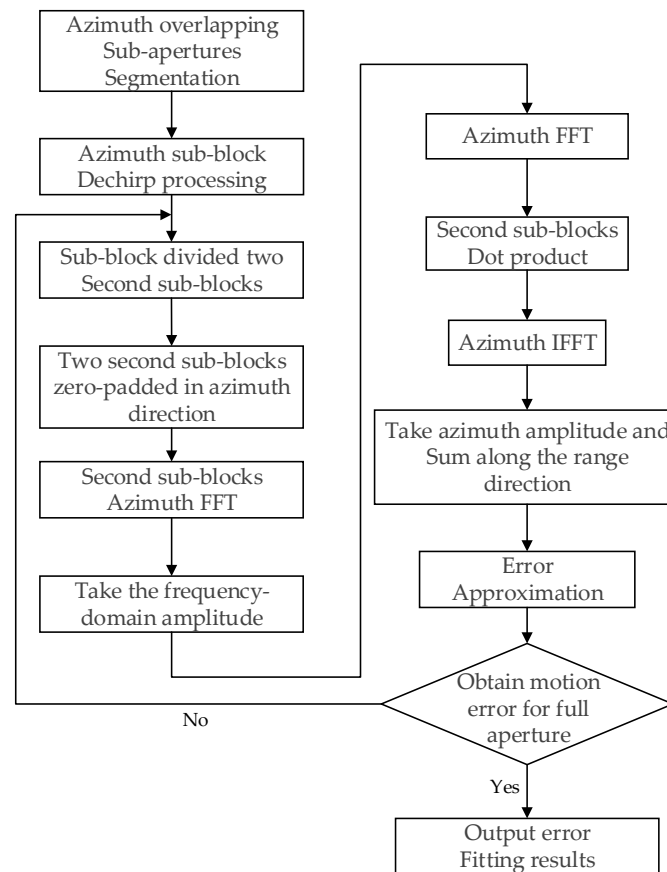 Azimuth overlapping
Sub-apertures
Segmentation
Azimuth sub-block
Dechirp processing
Sub-block divided two
Second sub-blocks
Two second sub-blocks
zero-padded in azimuth
direction
Second sub-blocks
Azimuth FFT
Take the frequency-
domain amplitude
Azimuth FFT
Second sub-blocks
Dot product
Azimuth IFFT
Take azimuth amplitude and
Sum along the range
direction
Error
Approximation
Obtain motion
error for full
aperture
No
Yes
Output error
Fitting results